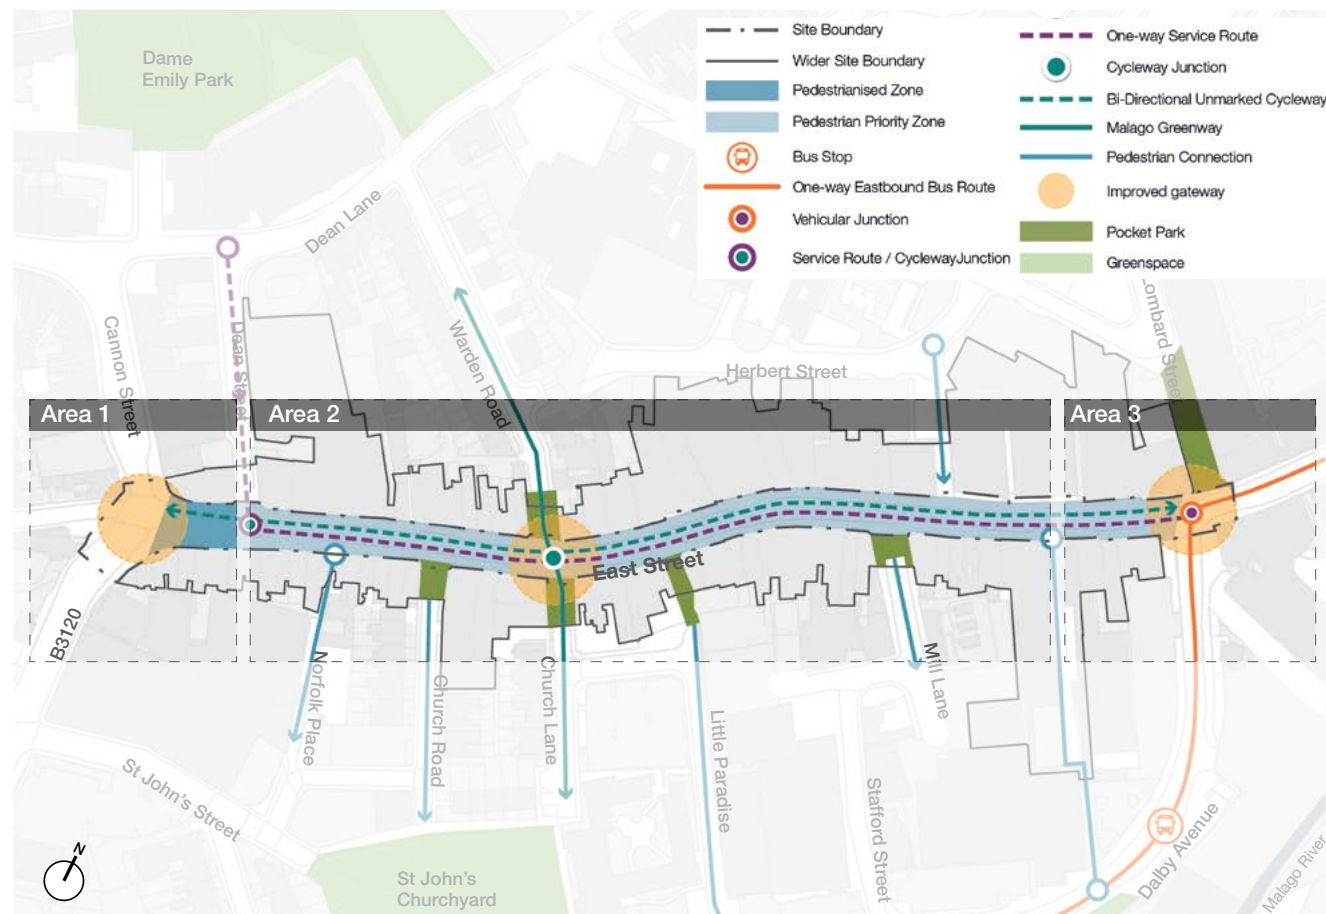 Site Boundary
Wider Site Boundary
Pedestrianised Zone
Pedestrian Priority Zone
Bus Stop
One-way Eastbound Bus Route
Vehicular Junction
Service Route / CyclewayJunction
One-way Service Route
Cycleway Junction
Bi-Directional Unmarked Cycleway
Malago Greenway
Pedestrian Connection
Improved gateway
Pocket Park
Greenspace
Dame
Emily Park
Dean Lane
Cannon Street
Dean Street
Warden Road
Herbert Street
Lombard Street
Area 1
Area 2
Area 3
East Street
B3120
Norfolk Place
Church Road
Church Lane
Little Paradise
Mill Lane
Stafford Street
St John's Street
St John's
Churchyard
Dalby Avenue
Malago River
N